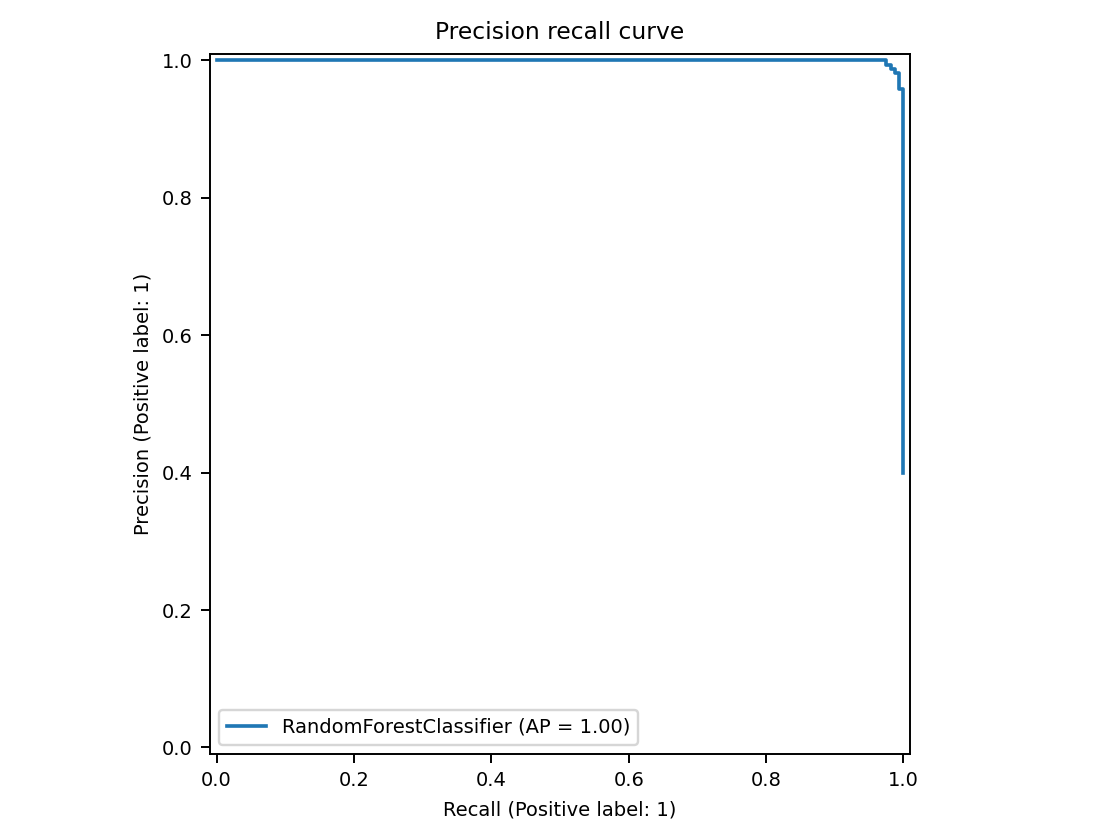 Precision recall curve
1.0
0.8
0.6
0.4
0.2
0.0
Precision (Positive label: 1)
RandomForestClassifier (AP = 1.00)
0.0 0.2 0.4 0.6 0.8 1.0
Recall (Positive label: 1)